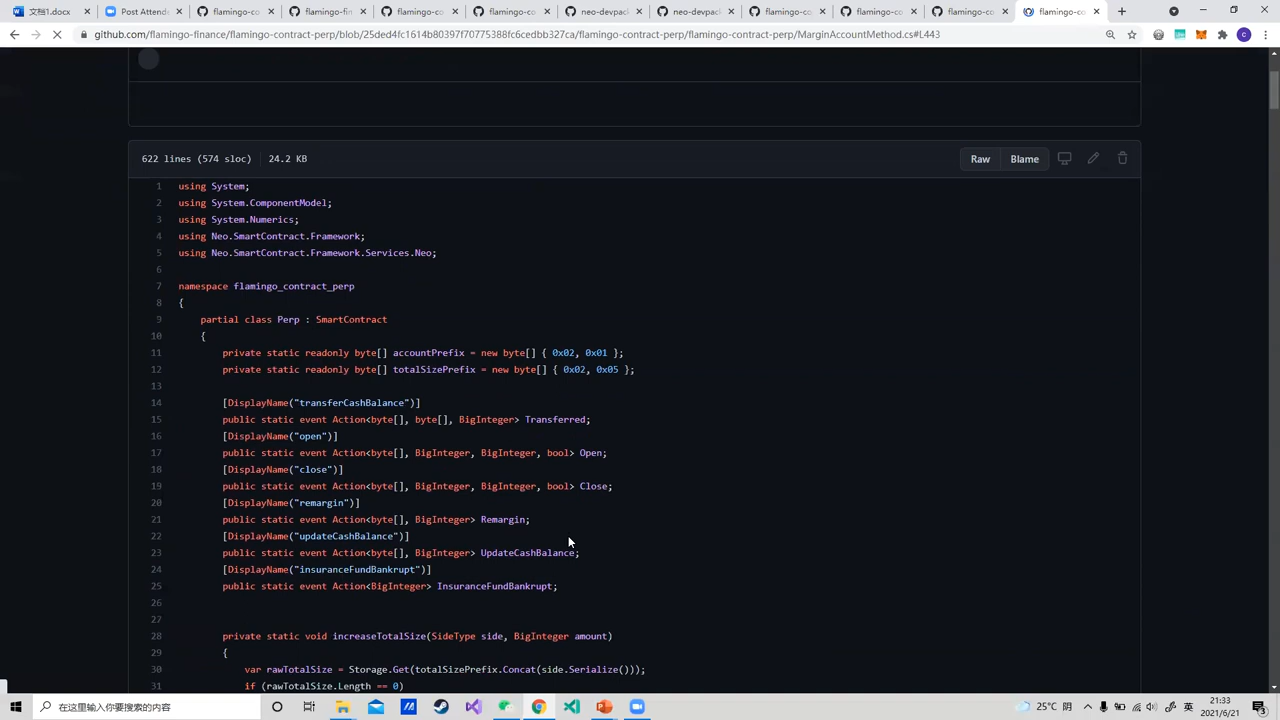 文档1.docx
Post Attende
flamingo-co
flamingo-fin
flamingo-co
flamingo-co
neo-devpack
neo-devpac
flamingo-co
flamingo-co
flamingo-co
flamingo-co
github.com/flamingo-finance/flamingo-contract-perp/blob/25ded4fc1614b80397f70775388fc6cedbb327ca/flamingo-contract-perp/MarginAccountMethod.cs#L443
622 lines (574 sloc) 24.2 KB
Raw Blame
1 using System;
2 using System.ComponentModel;
3 using System.Numerics;
4 using Neo.SmartContract.Framework;
5 using Neo.SmartContract.Framework.Services.Neo;
6
7 namespace flamingo_contract_perp
8 {
9 partial class Perp : SmartContract
10 {
11 private static readonly byte[] accountPrefix = new byte[] { 0x02, 0x01 };
12 private static readonly byte[] totalSizePrefix = new byte[] { 0x02, 0x05 };
13
14 [DisplayName("transferCashBalance")]
15 public static event Action<byte[], byte[], BigInteger> Transferred;
16 [DisplayName("open")]
17 public static event Action<byte[], BigInteger, BigInteger, bool> Open;
18 [DisplayName("close")]
19 public static event Action<byte[], BigInteger, BigInteger, bool> Close;
20 [DisplayName("remargin")]
21 public static event Action<byte[], BigInteger> Remargin;
22 [DisplayName("updateCashBalance")]
23 public static event Action<byte[], BigInteger> UpdateCashBalance;
24 [DisplayName("insuranceFundBankrupt")]
25 public static event Action<BigInteger> InsuranceFundBankrupt;
26
27
28 private static void increaseTotalSize(SideType side, BigInteger amount)
29 {
30 var rawTotalSize = Storage.Get(totalSizePrefix.Concat(side.Serialize()));
31 if (rawTotalSize.Length == 0)
在这里输入你要搜索的内容
25°C 阴
英
21:33
2021/6/21